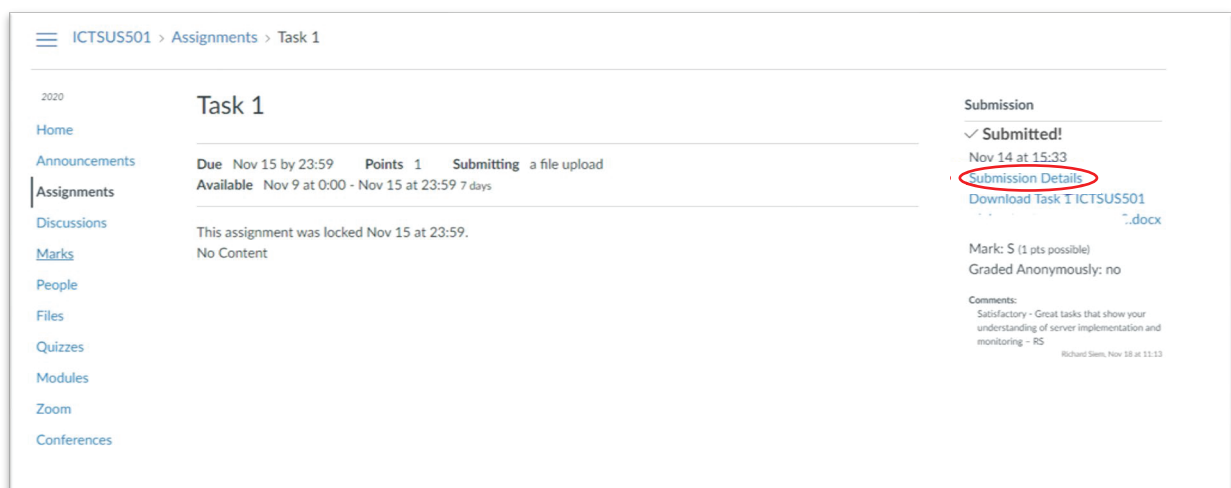 ICTSUS501 > Assignments > Task 1
2020
Home
Announcements
Assignments
Discussions
Marks
People
Files
Quizzes
Modules
Zoom
Conferences
Task 1
Due Nov 15 by 23:59 Points 1 Submitting a file upload
Available Nov 9 at 0:00 - Nov 15 at 23:59 7 days
This assignment was locked Nov 15 at 23:59.
No Content
Submission
✓ Submitted!
Nov 14 at 15:33
Submission Details
Download Task 1 ICTSUS501
.docx
Mark: S (1 pts possible)
Graded Anonymously: no
Comments:
Satisfactory - Great tasks that show your
understanding of server implementation and
monitoring – RS
Richard Siem, Nov 18 at 11:13